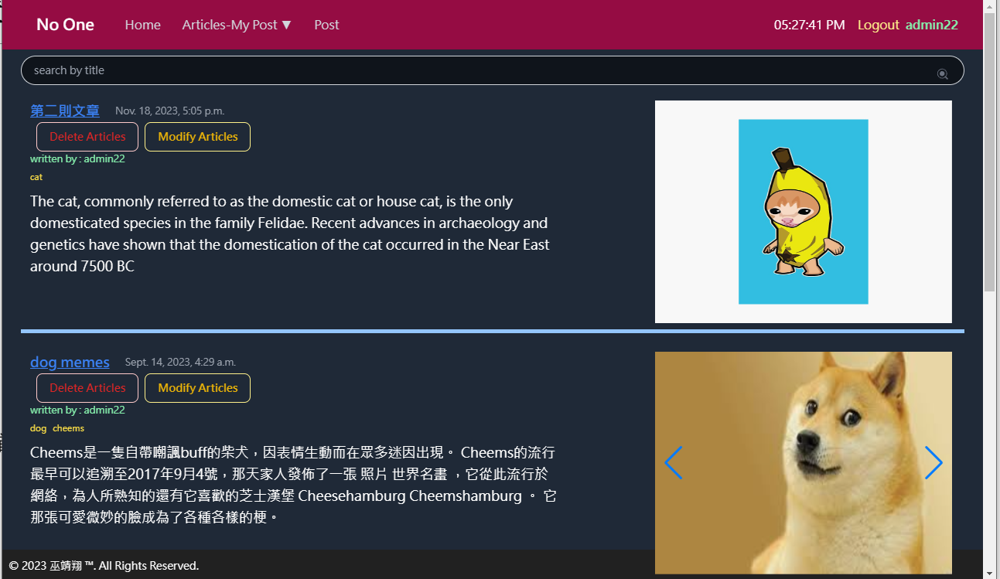 No One Home Articles-My Post ▼ Post 05:27:41 PM Logout admin22
search by title
第二則文章 Nov. 18, 2023, 5:05 p.m.
Delete Articles Modify Articles
written by : admin22
cat
The cat, commonly referred to as the domestic cat or house cat, is the only
domesticated species in the family Felidae. Recent advances in archaeology and
genetics have shown that the domestication of the cat occurred in the Near East
around 7500 BC
dog memes Sept. 14, 2023, 4:29 a.m.
Delete Articles Modify Articles
written by : admin22
dog cheems
Cheems是一隻自帶嘲諷buff的柴犬，因表情生動而在眾多迷因出現。 Cheems的流行
最早可以追溯至2017年9月4號，那天家人發佈了一張 照片 世界名畫 ，它從此流行於
網絡，為人所熟知的還有它喜歡的芝士漢堡 Cheesehamburg Cheemshamburg 。 它
那張可愛微妙的臉成為了各種各樣的梗。
© 2023 巫靖翔 ™. All Rights Reserved.